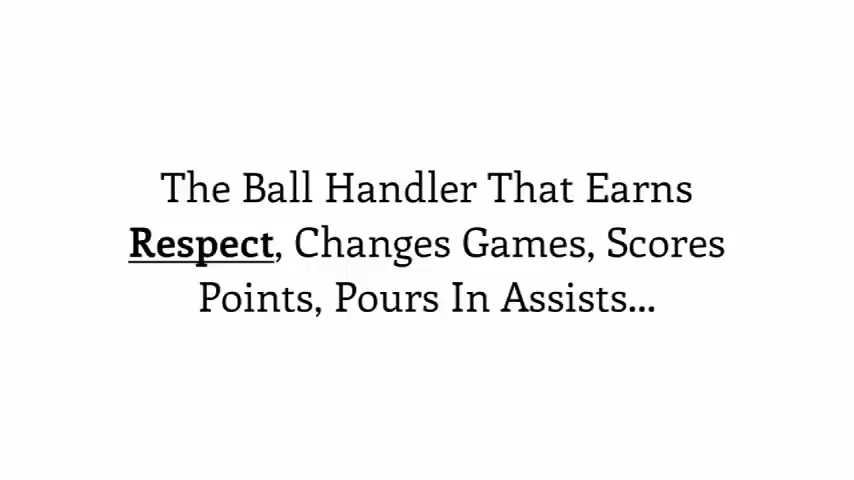 The Ball Handler That Earns
Respect, Changes Games, Scores
Points, Pours In Assists...